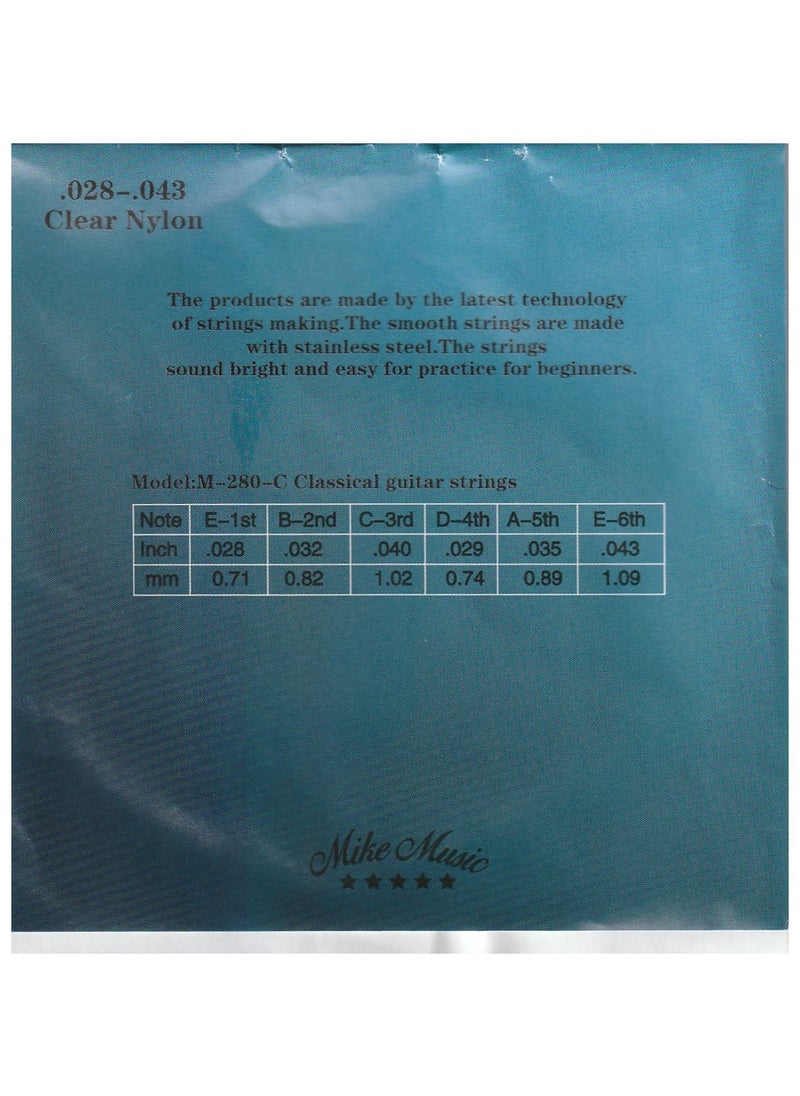 .028–.043
Clear Nylon
The products are made by the latest technology
of strings making.The smooth strings are made
with stainless steel.The strings
sound bright and easy for practice for beginners.
Model:M–280–C Classical guitar strings
Note E–1st B–2nd C–3rd D–4th A–5th E–6th
Inch .028 .032 .040 .029 .035 .043
mm 0.71 0.82 1.02 0.74 0.89 1.09
Mike Music